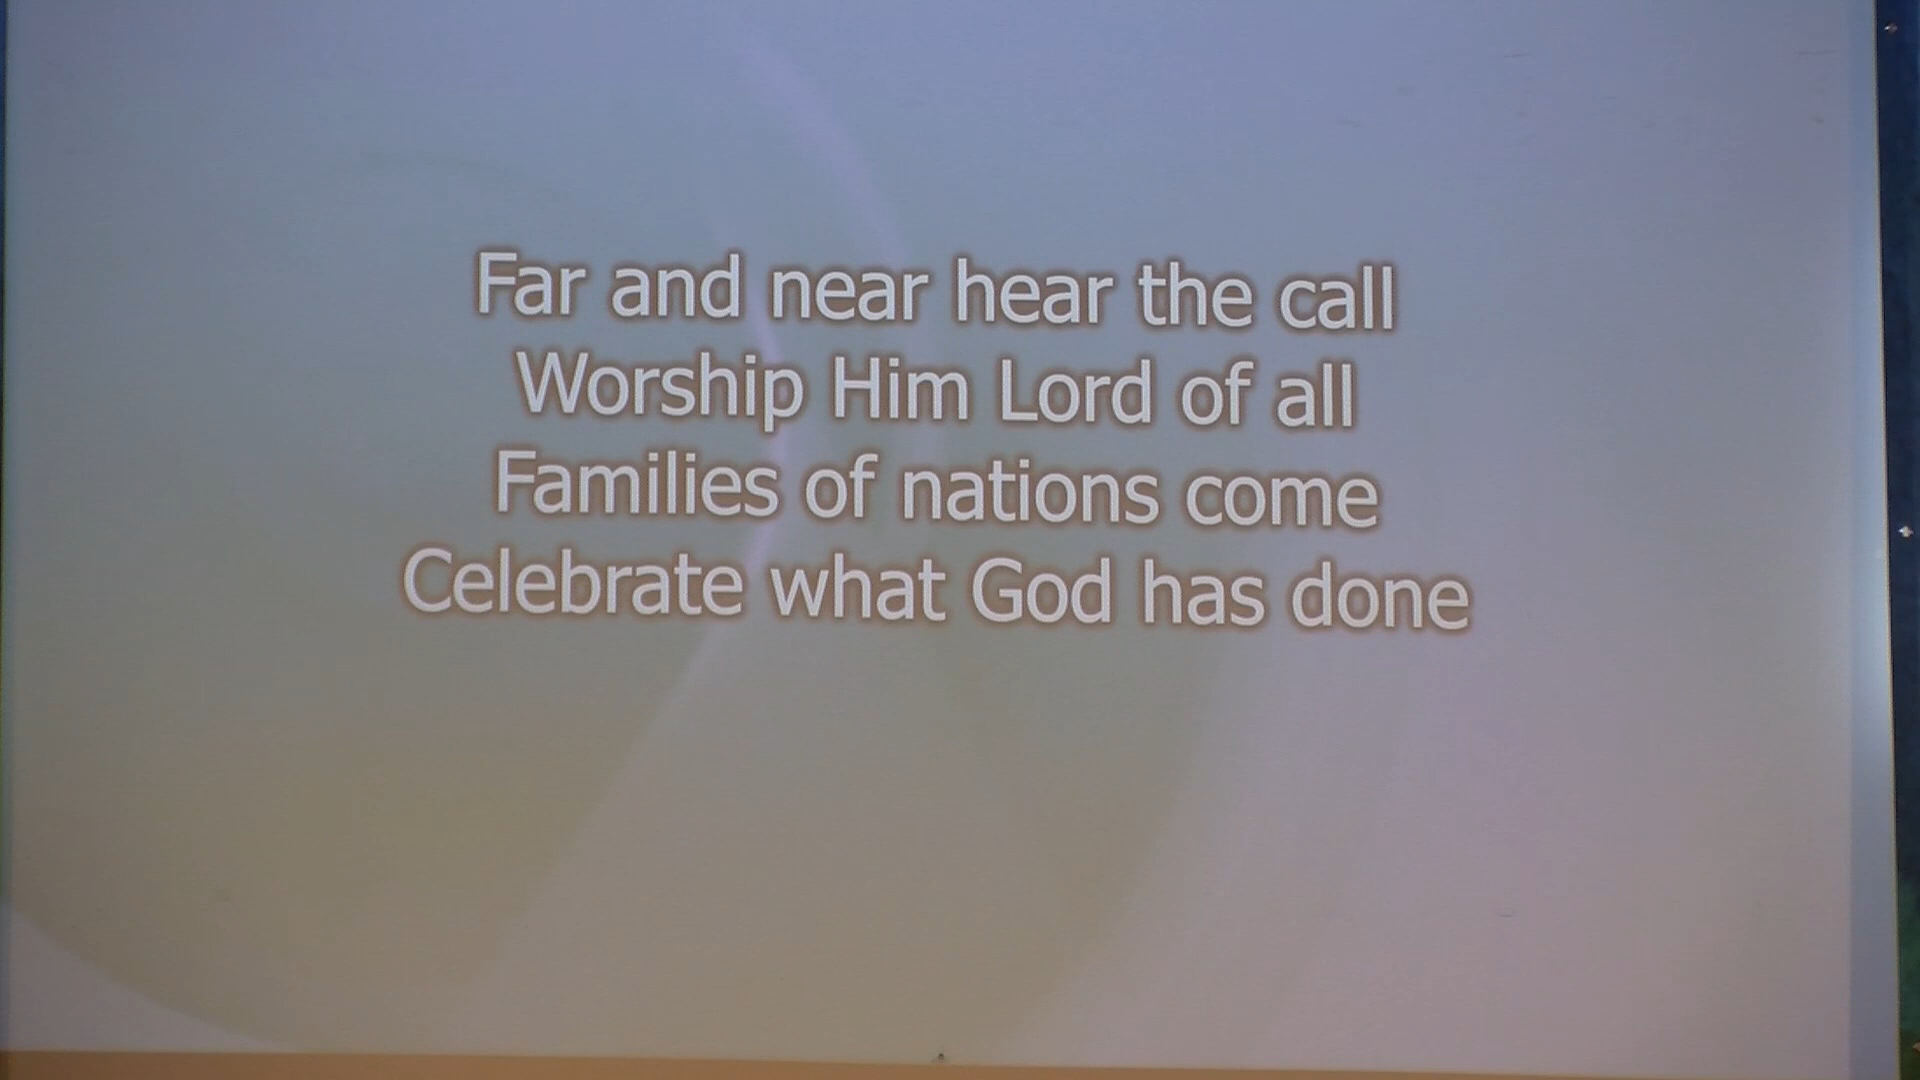 Far and near hear the call
Worship Him Lord of all
Families of nations come
Celebrate what God has done